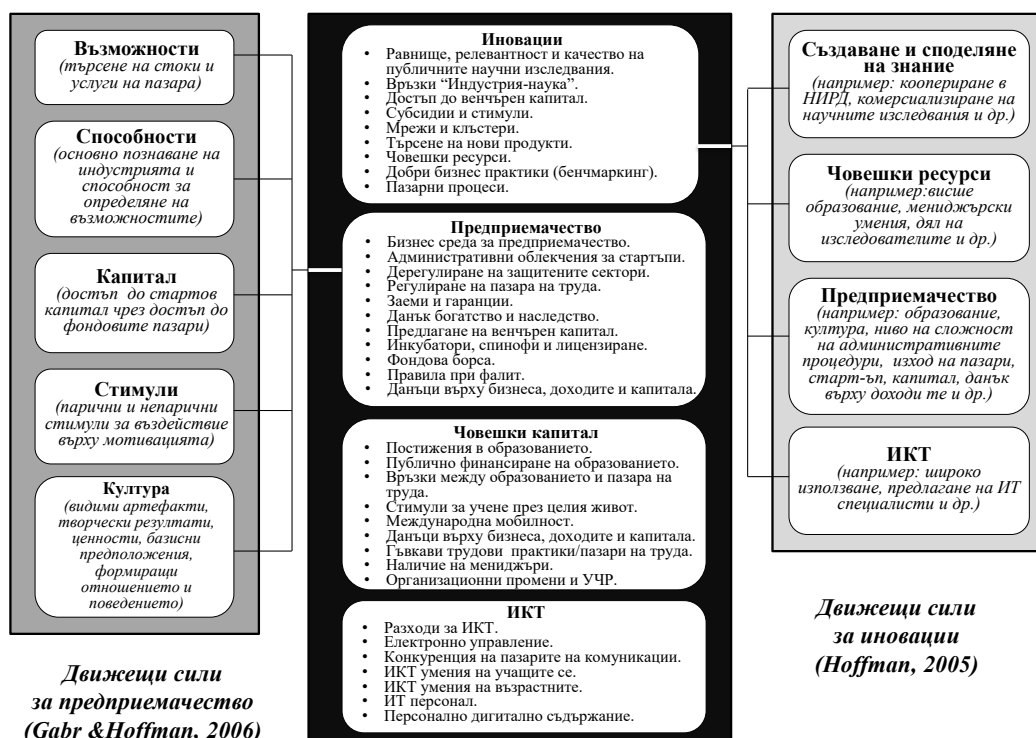 Възможности
(търсене на стоки и
услуги на пазара)
Способности
(основно познаване на
индустрията и
способност за
определяне на
възможностите)
Капитал
(достъп до стартов
капитал чрез достъп до
фондовите пазари)
Стимули
(парични и непарични
стимули за въздействие
върху мотивацията)
Култура
(видими артефакти,
творчески резултати,
ценности, базисни
предположения,
формиращи
отношението и
поведението)
Движещи сили
за предприемачество
(Gabr &Hoffman, 2006)
Иновации
• Равнище, релевантност и качество на
публичните научни изследвания.
• Връзки “Индустрия-наука”.
• Достъп до венчърен капитал.
• Субсидии и стимули.
• Мрежи и клъстери.
• Търсене на нови продукти.
• Човешки ресурси.
• Добри бизнес практики (бенчмаркинг).
• Пазарни процеси.
Предприемачество
• Бизнес среда за предприемачество.
• Административни облекчения за стартъпи.
• Дерегулиране на защитените сектори.
• Регулиране на пазара на труда.
• Заеми и гаранции.
• Данък богатство и наследство.
• Предлагане на венчърен капитал.
• Инкубатори, спинофи и лицензиране.
• Фондова борса.
• Правила при фалит.
• Данъци върху бизнеса, доходите и капитала.
Човешки капитал
• Постижения в образованието.
• Публично финансиране на образованието.
• Връзки между образованието и пазара на
труда.
• Стимули за учене през целия живот.
• Международна мобилност.
• Данъци върху бизнеса, доходите и капитала.
• Гъвкави трудови практики/пазари на труда.
• Наличие на мениджъри.
• Организационни промени и УЧР.
ИКТ
• Разходи за ИКТ.
• Електронно управление.
• Конкуренция на пазарите на комуникации.
• ИКТ умения на учащите се.
• ИКТ умения на възрастните.
• ИТ персонал.
• Персонално дигитално съдържание.
Създаване и споделяне
на знание
(например: коопериране в
НИРД, комерсиализиране на
научните изследвания и др.)
Човешки ресурси
(например:висше
образование, мениджърски
умения, дял на
изследователите и др.)
Предприемачество
(например: образование,
култура, ниво на сложност
на административните
процедури, изход на пазари,
старт-ъп, капитал, данък
върху доходи те и др.)
ИКТ
(например: широко
използване, предлагане на ИТ
специалисти и др.)
Движещи сили
за иновации
(Hoffman, 2005)